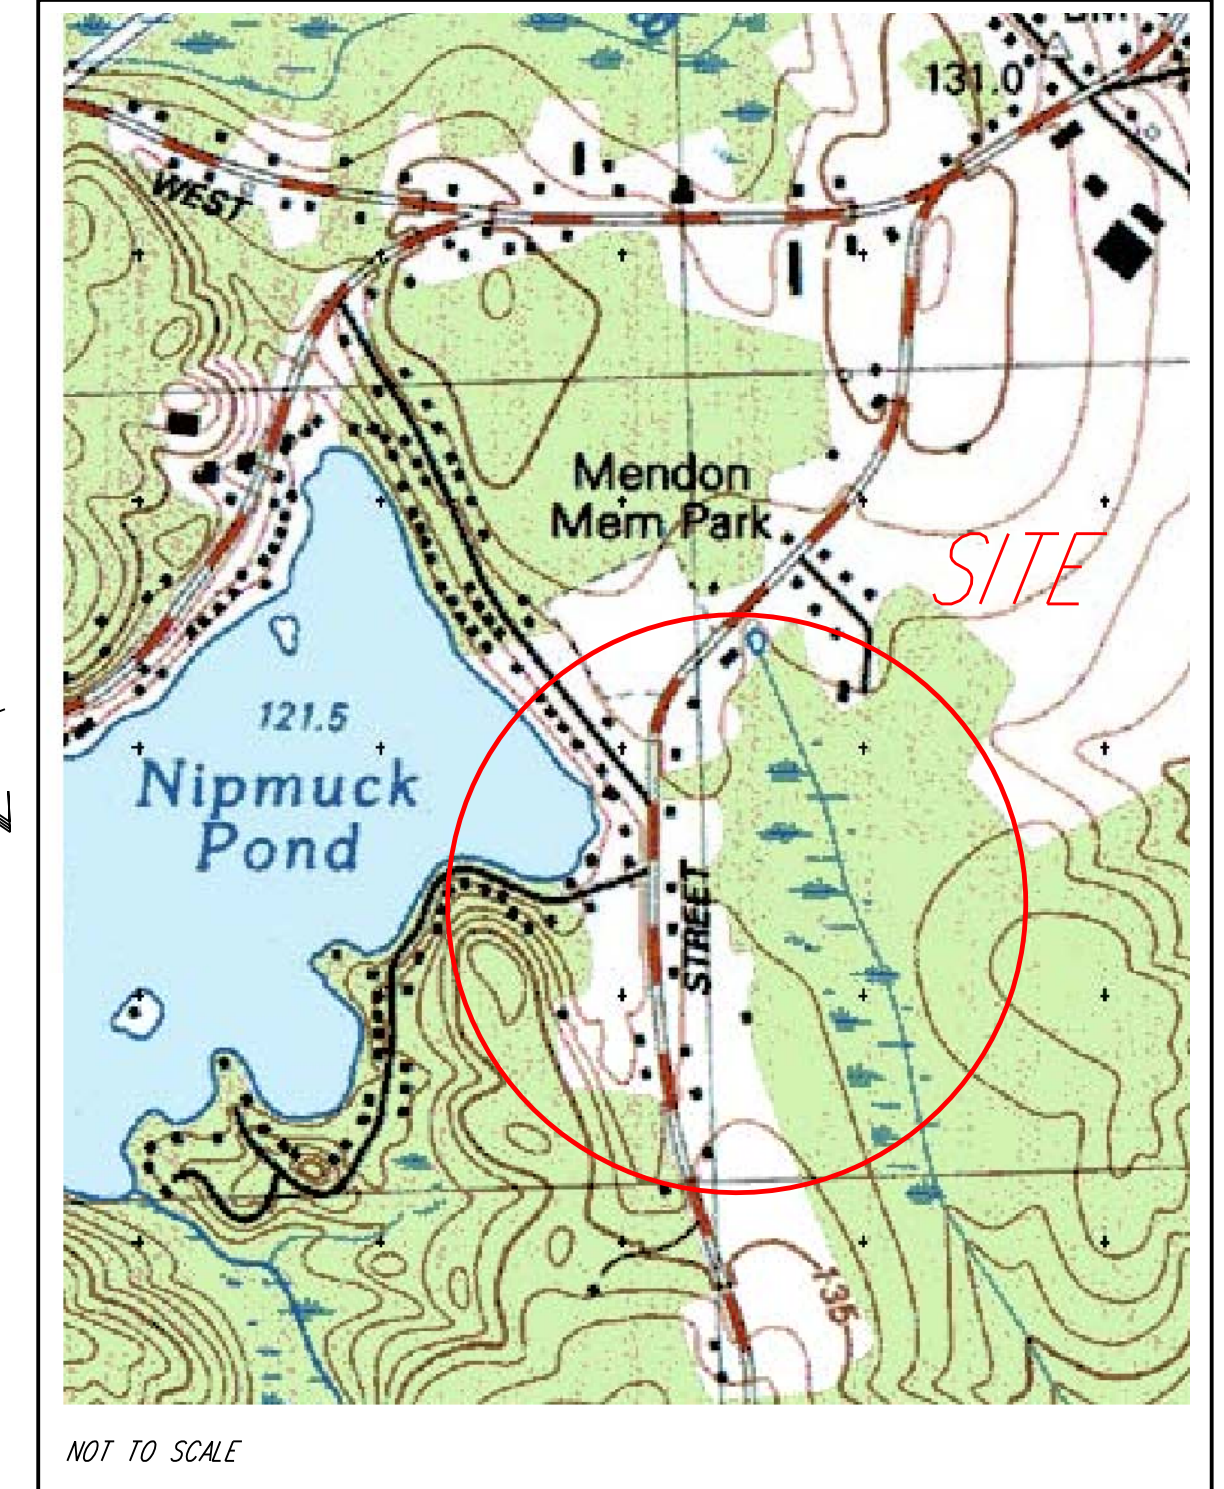 131.0
WEST
Mendon
Mem Park
SITE
121.5
Nipmuck
Pond
STREET
135
NOT TO SCALE